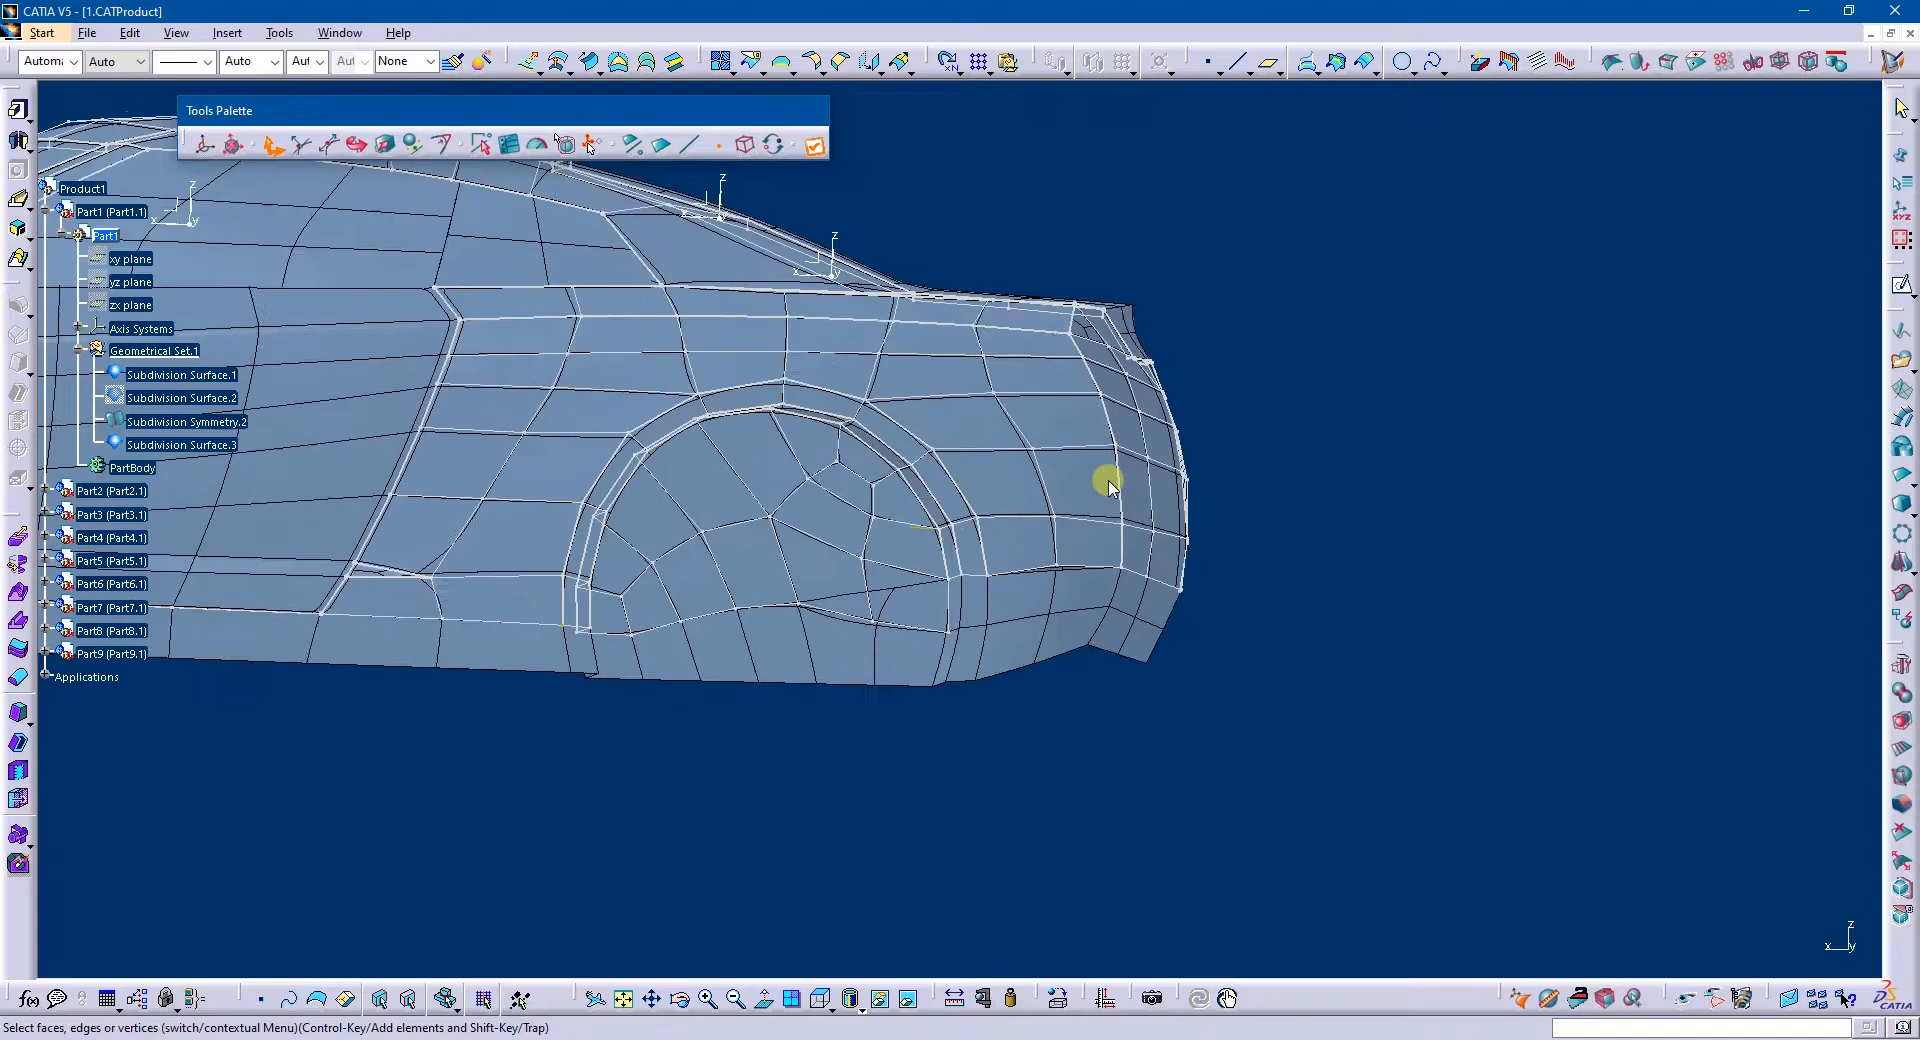 CATIA V5 - [1.CATProduct]
Start File Edit View Insert Tools Window Help
Automa Auto Auto Aut Aut None
Tools Palette
Product1
Part1 (Part1.1)
Part1
xy plane
yz plane
zx plane
Axis Systems
Geometrical Set.1
Subdivision Surface.1
Subdivision Surface.2
Subdivision Symmetry.2
Subdivision Surface.3
PartBody
Part2 (Part2.1)
Part3 (Part3.1)
Part4 (Part4.1)
Part5 (Part5.1)
Part6 (Part6.1)
Part7 (Part7.1)
Part8 (Part8.1)
Part9 (Part9.1)
Applications
z
x
y
z
z
x
z
x
y
f(x)
CATIA
Select faces, edges or vertices (switch/contextual Menu)(Control-Key/Add elements and Shift-Key/Trap)